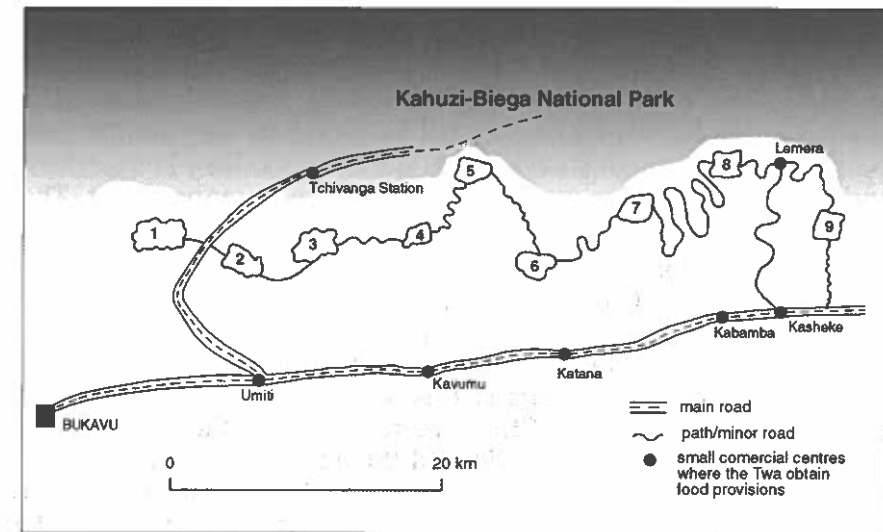 Kahuzi-Biega National Park
Lemera
Tchivanga Station
1
2
3
4
5
6
7
8
9
Kabamba
Kasheke
Katana
Kavumu
Umiti
BUKAVU
0 20 km
main road
path/minor road
small comercial centres
where the Twa obtain
food provisions